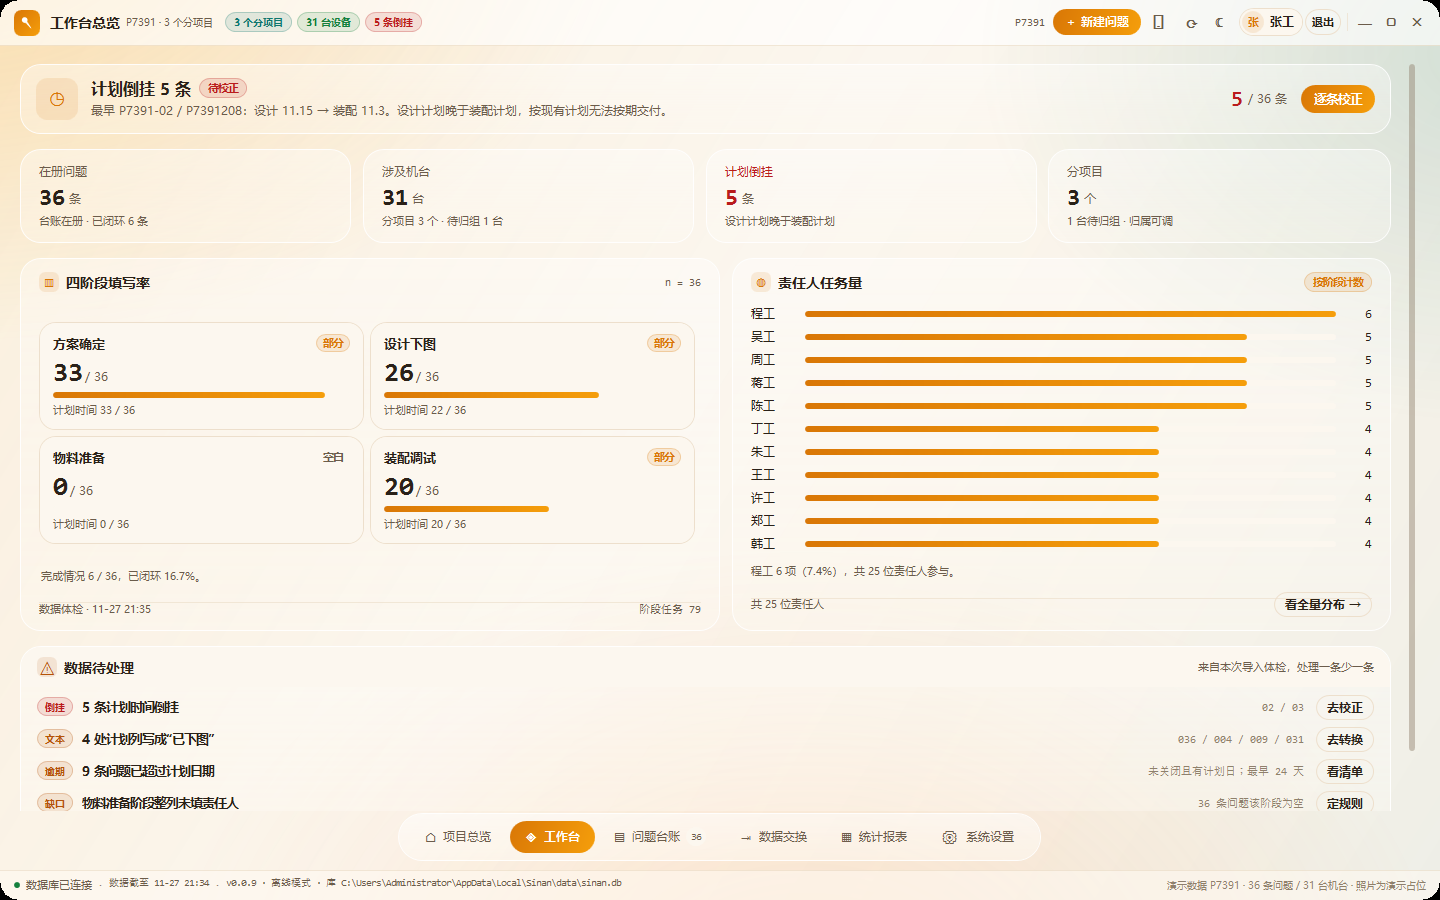 工作台总览 P7391 · 3 个分项目 3 个分项目 31 台设备 5 条倒挂 P7391 + 新建问题 张 张工 退出
计划倒挂 5 条 待校正
最早 P7391-02 / P7391208：设计 11.15 → 装配 11.3。设计计划晚于装配计划，按现有计划无法按期交付。
5 / 36 条 逐条校正
在册问题
36 条
台账在册 · 已闭环 6 条
涉及机台
31 台
分项目 3 个 · 待归组 1 台
计划倒挂
5 条
设计计划晚于装配计划
分项目
3 个
1 台待归组 · 归属可调
四阶段填写率 n = 36
方案确定 部分
33 / 36
计划时间 33 / 36
设计下图 部分
26 / 36
计划时间 22 / 36
物料准备 空白
0 / 36
计划时间 0 / 36
装配调试 部分
20 / 36
计划时间 20 / 36
完成情况 6 / 36，已闭环 16.7%。
数据体检 · 11-27 21:35 阶段任务 79
责任人任务量 按阶段计数
程工 6
吴工 5
周工 5
蒋工 5
陈工 5
丁工 4
朱工 4
王工 4
许工 4
郑工 4
韩工 4
程工 6 项（7.4%），共 25 位责任人参与。
共 25 位责任人 看全量分布 →
数据待处理 来自本次导入体检，处理一条少一条
倒挂 5 条计划时间倒挂 02 / 03 去校正
文本 4 处计划列写成“已下图” 036 / 004 / 009 / 031 去转换
逾期 9 条问题已超过计划日期 未关闭且有计划日；最早 24 天 看清单
缺口 物料准备阶段整列未填责任人 36 条问题该阶段为空 定规则
项目总览 工作台 问题台账 36 数据交换 统计报表 系统设置
数据库已连接 · 数据截至 11-27 21:34 · v0.0.9 · 离线模式 · 库 C:\Users\Administrator\AppData\Local\Sinan\data\sinan.db 演示数据 P7391 · 36 条问题 / 31 台机台 · 照片为演示占位